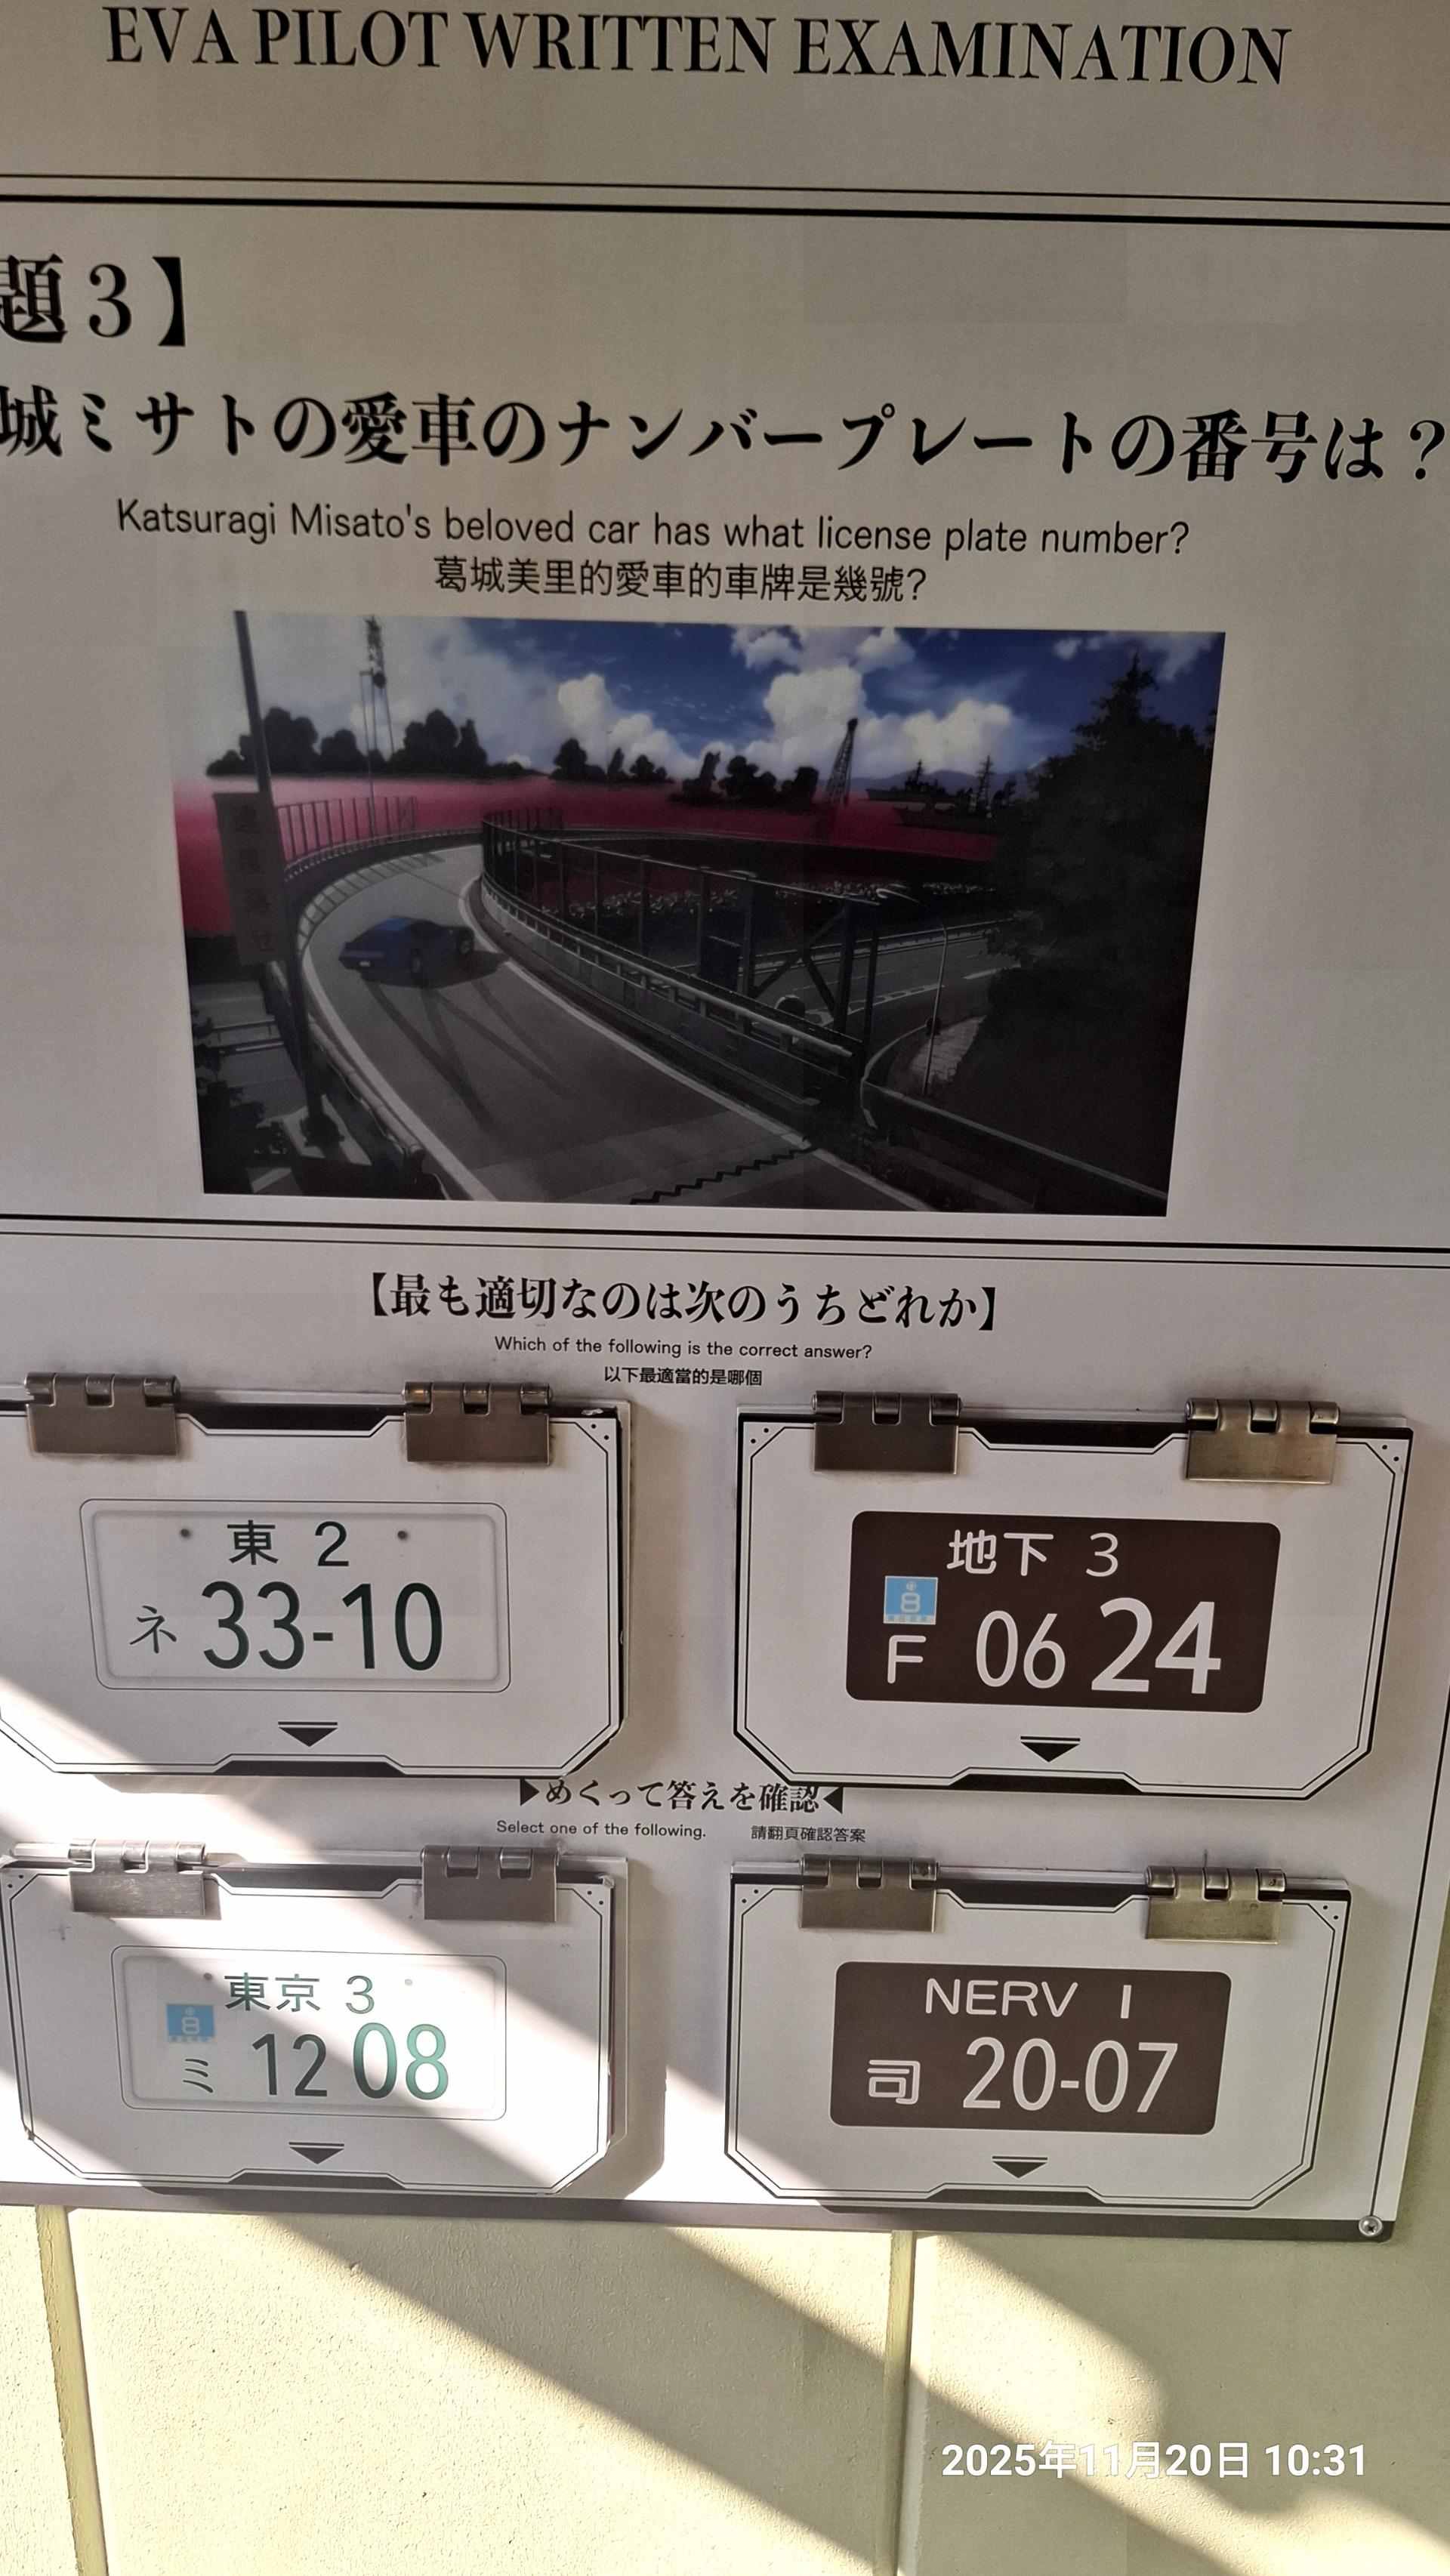 EVA PILOT WRITTEN EXAMINATION
題3】
城ミサトの愛車のナンバープレートの番号は？
Katsuragi Misato's beloved car has what license plate number?
葛城美里的愛車的車牌是幾號？
【最も適切なのは次のうちどれか】
Which of the following is the correct answer?
以下最適當的是哪個
東 2
ネ 33-10
地下 3
8
F 06 24
▶めくって答えを確認◀
Select one of the following. 請翻頁確認答案
東京 3
8
ミ 12 08
NERV 1
司 20-07
2025年11月20日 10:31